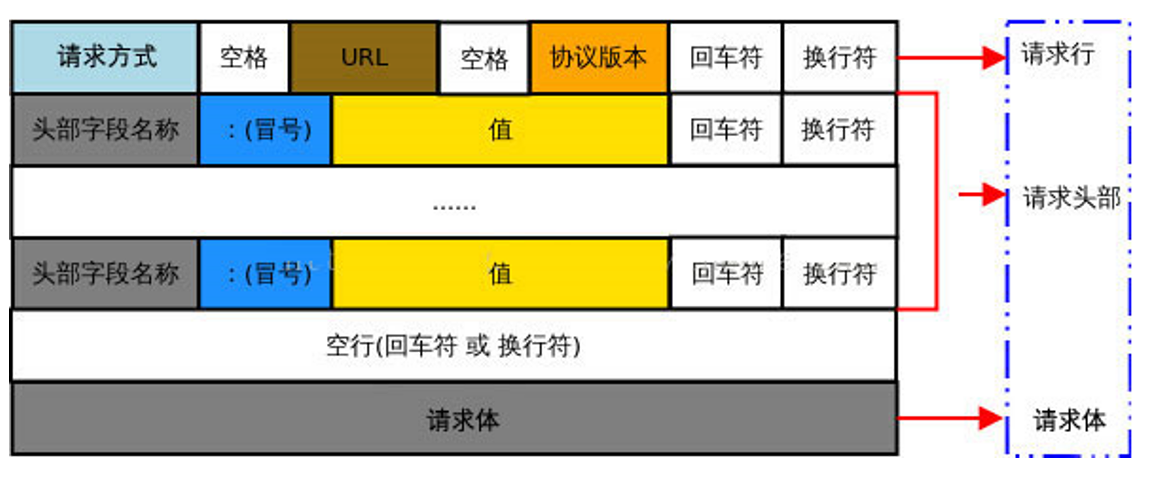 请求方式 空格 URL 空格 协议版本 回车符 换行符 请求行
头部字段名称 :(冒号) 值 回车符 换行符
...... 请求头部
头部字段名称 :(冒号) 值 回车符 换行符
空行(回车符 或 换行符)
请求体 请求体